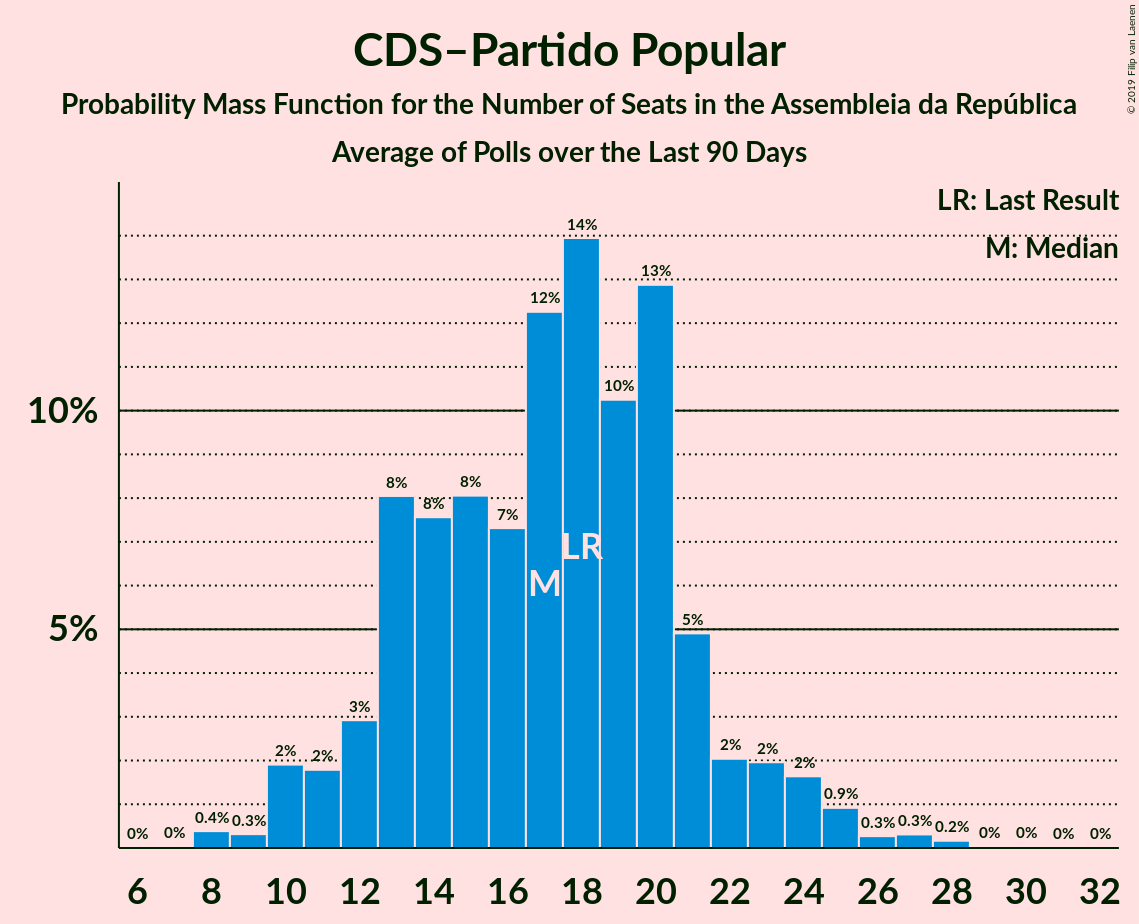 © 2019 Filip van Laenen
CDS–Partido Popular
Probability Mass Function for the Number of Seats in the Assembleia da República
Average of Polls over the Last 90 Days
LR: Last Result
M: Median
10%
5%
0% 0% 0.4% 0.3% 2% 2% 3% 8% 8% 8% 7% 12% 14% 10% 13% 5% 2% 2% 2% 0.9% 0.3% 0.3% 0.2% 0% 0% 0% 0%
LR
M
6 8 10 12 14 16 18 20 22 24 26 28 30 32